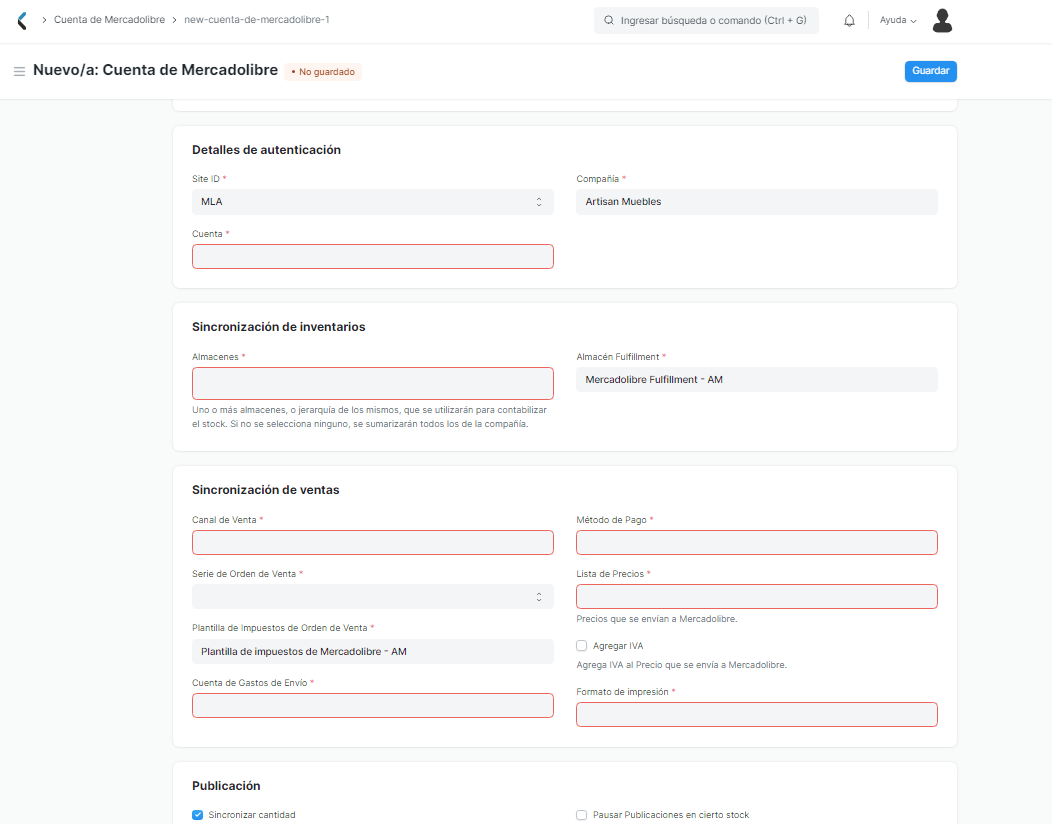 Cuenta de Mercadolibre
new-cuenta-de-mercadolibre-1
Ingresar búsqueda o comando (Ctrl + G)
Ayuda
Nuevo/a: Cuenta de Mercadolibre
• No guardado
Guardar
Detalles de autenticación
Site ID *
MLA
Compañía *
Artisan Muebles
Cuenta *
Sincronización de inventarios
Almacenes *
Uno o más almacenes, o jerarquía de los mismos, que se utilizarán para contabilizar
el stock. Si no se selecciona ninguno, se sumarizarán todos los de la compañía.
Almacén Fulfillment *
Mercadolibre Fulfillment - AM
Sincronización de ventas
Canal de Venta *
Serie de Orden de Venta *
Plantilla de Impuestos de Orden de Venta *
Plantilla de impuestos de Mercadolibre - AM
Cuenta de Gastos de Envío *
Método de Pago *
Lista de Precios *
Precios que se envían a Mercadolibre.
Agregar IVA
Agrega IVA al Precio que se envía a Mercadolibre.
Formato de impresión *
Publicación
Sincronizar cantidad
Pausar Publicaciones en cierto stock